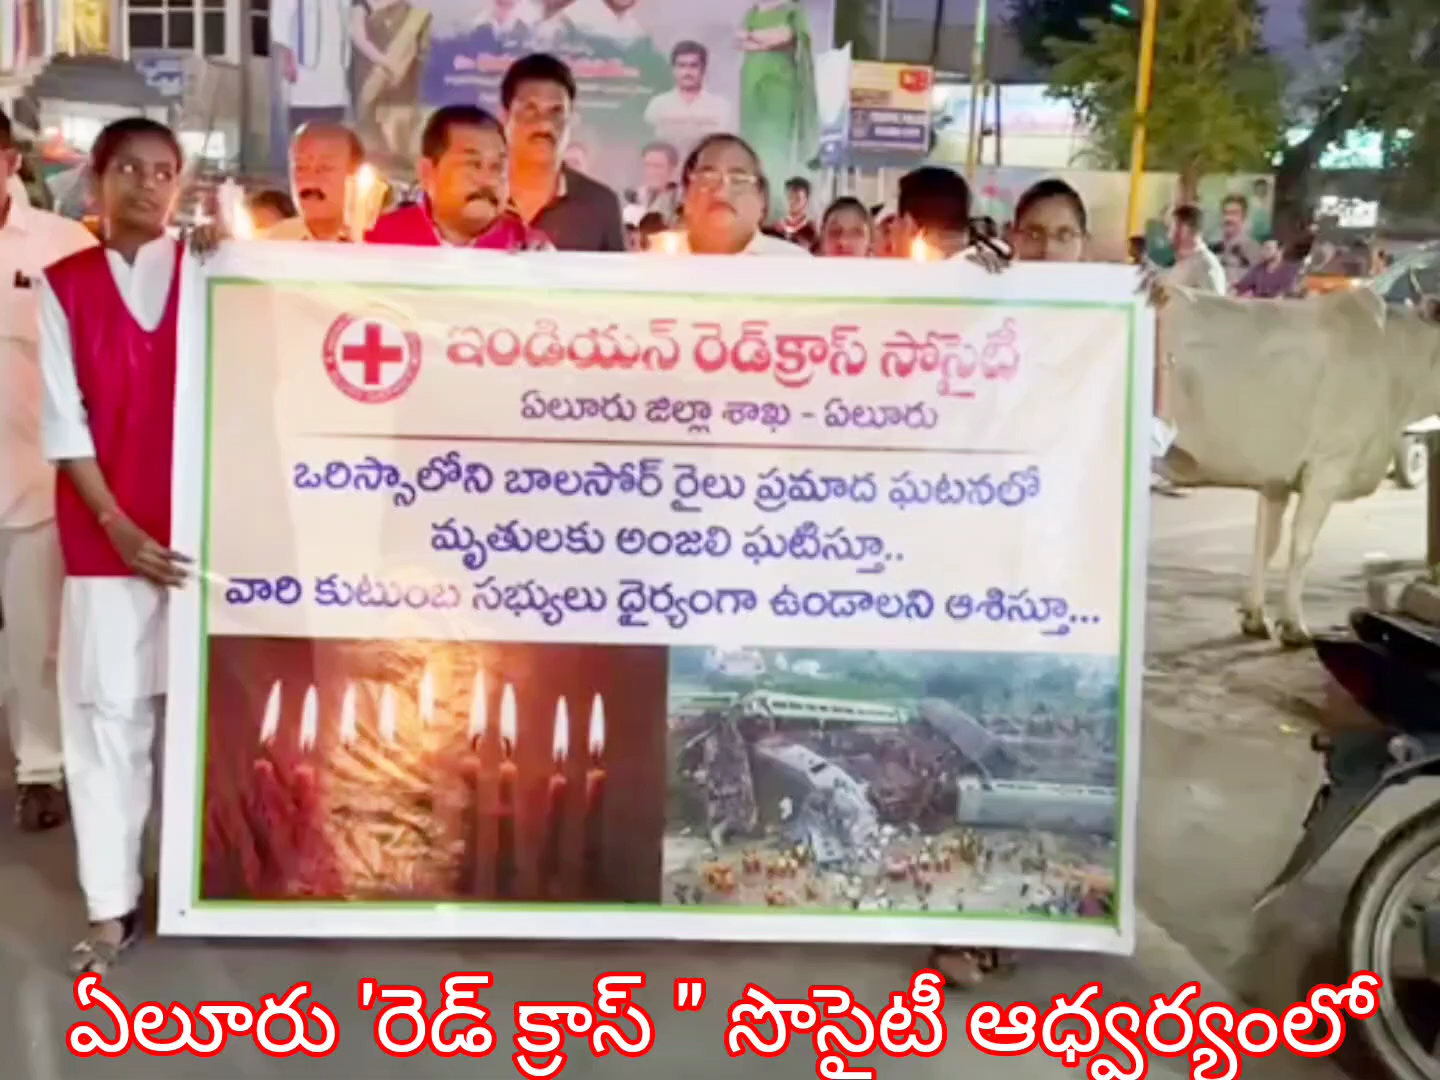 ఇండియన్ రెడ్‌క్రాస్ సొసైటీ
ఏలూరు జిల్లా శాఖ - ఏలూరు
ఒరిస్సాలోని బాలసోర్ రైలు ప్రమాద ఘటనలో
మృతులకు అంజలి ఘటిస్తూ..
వారి కుటుంబ సభ్యులు ధైర్యంగా ఉండాలని ఆశిస్తూ...
ఏలూరు 'రెడ్ క్రాస్ " సొసైటీ ఆధ్వర్యంలో